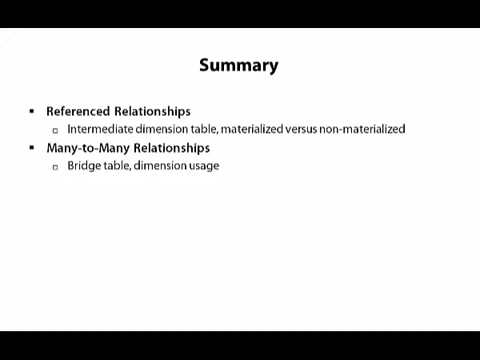 Summary
Referenced Relationships
Intermediate dimension table, materialized versus non-materialized
Many-to-Many Relationships
Bridge table, dimension usage